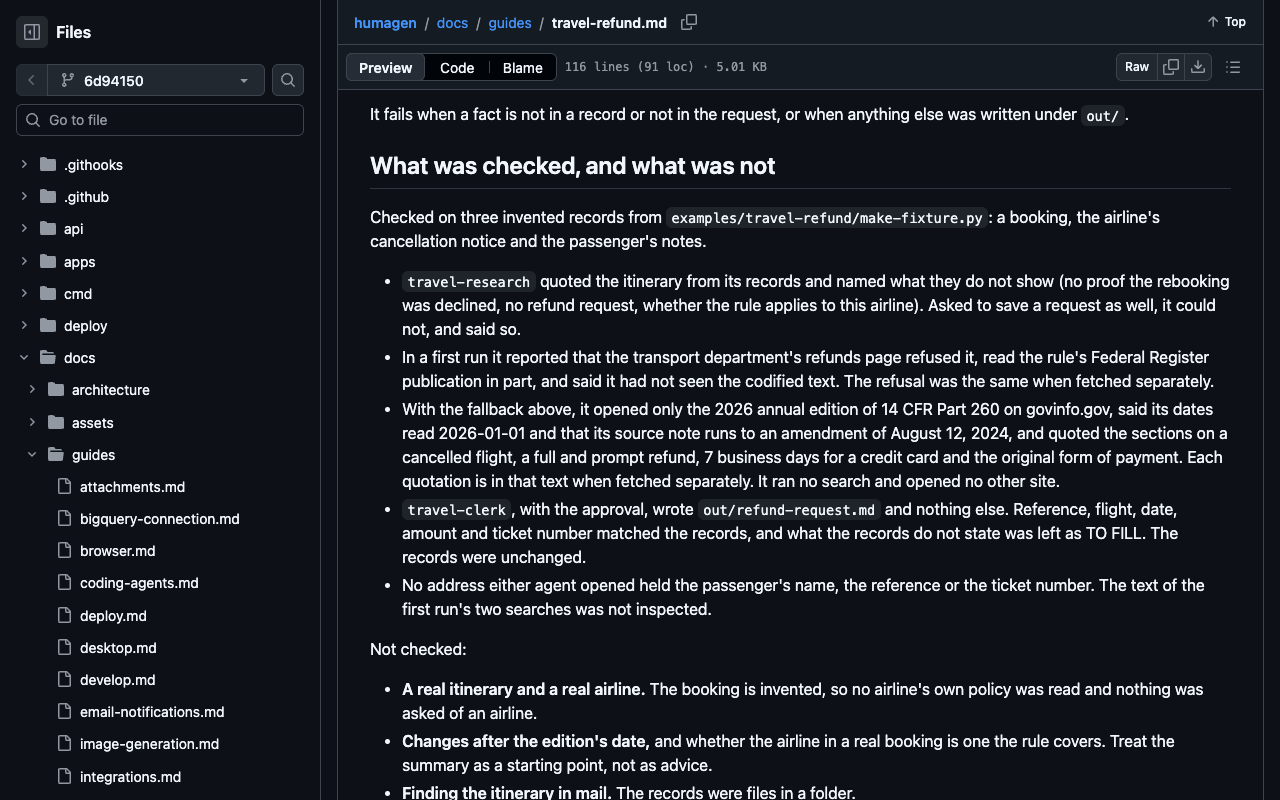 Files
6d94150
Go to file
.githooks
.github
api
apps
cmd
deploy
docs
architecture
assets
guides
attachments.md
bigquery-connection.md
browser.md
coding-agents.md
deploy.md
desktop.md
develop.md
email-notifications.md
image-generation.md
integrations.md
humagen / docs / guides / travel-refund.md
Top
Preview Code Blame 116 lines (91 loc) · 5.01 KB
Raw
It fails when a fact is not in a record or not in the request, or when anything else was written under out/ .
What was checked, and what was not
Checked on three invented records from examples/travel-refund/make-fixture.py : a booking, the airline's
cancellation notice and the passenger's notes.
• travel-research quoted the itinerary from its records and named what they do not show (no proof the rebooking
was declined, no refund request, whether the rule applies to this airline). Asked to save a request as well, it could
not, and said so.
• In a first run it reported that the transport department's refunds page refused it, read the rule's Federal Register
publication in part, and said it had not seen the codified text. The refusal was the same when fetched separately.
• With the fallback above, it opened only the 2026 annual edition of 14 CFR Part 260 on govinfo.gov, said its dates
read 2026-01-01 and that its source note runs to an amendment of August 12, 2024, and quoted the sections on a
cancelled flight, a full and prompt refund, 7 business days for a credit card and the original form of payment. Each
quotation is in that text when fetched separately. It ran no search and opened no other site.
• travel-clerk , with the approval, wrote out/refund-request.md and nothing else. Reference, flight, date,
amount and ticket number matched the records, and what the records do not state was left as TO FILL. The
records were unchanged.
• No address either agent opened held the passenger's name, the reference or the ticket number. The text of the
first run's two searches was not inspected.
Not checked:
• A real itinerary and a real airline. The booking is invented, so no airline's own policy was read and nothing was
asked of an airline.
• Changes after the edition's date, and whether the airline in a real booking is one the rule covers. Treat the
summary as a starting point, not as advice.
• Finding the itinerary in mail. The records were files in a folder.